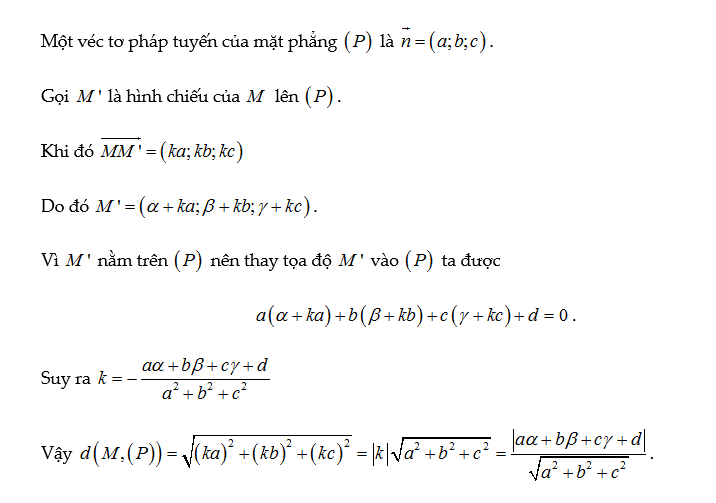 Một véc tơ pháp tuyến của mặt phẳng (P) là $\vec{n}=(a;b;c)$.
Gọi M' là hình chiếu của M lên (P).
Khi đó $\overrightarrow{MM'}=(ka;kb;kc)$
Do đó $M'=(\alpha+ka;\beta+kb;\gamma+kc)$.
Vì M' nằm trên (P) nên thay tọa độ M' vào (P) ta được
$a(\alpha+ka)+b(\beta+kb)+c(\gamma+kc)+d=0$.
Suy ra $k=-\frac{a\alpha+b\beta+c\gamma+d}{a^2+b^2+c^2}$
Vậy $d(M,(P))=\sqrt{(ka)^2+(kb)^2+(kc)^2}=|k|\sqrt{a^2+b^2+c^2}=\frac{|a\alpha+b\beta+c\gamma+d|}{\sqrt{a^2+b^2+c^2}}$.